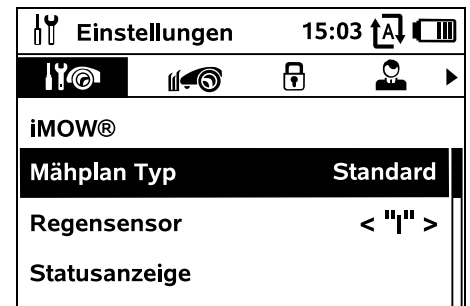 Einstellungen 15:03 A
iMOW®
Mähplan Typ Standard
Regensensor < "I" >
Statusanzeige